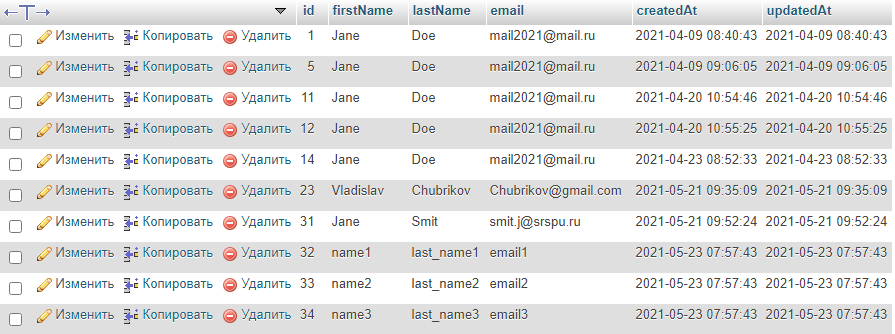 id firstName lastName email createdAt updatedAt
Изменить Копировать Удалить 1 Jane Doe mail2021@mail.ru 2021-04-09 08:40:43 2021-04-09 08:40:43
Изменить Копировать Удалить 5 Jane Doe mail2021@mail.ru 2021-04-09 09:06:05 2021-04-09 09:06:05
Изменить Копировать Удалить 11 Jane Doe mail2021@mail.ru 2021-04-20 10:54:46 2021-04-20 10:54:46
Изменить Копировать Удалить 12 Jane Doe mail2021@mail.ru 2021-04-20 10:55:25 2021-04-20 10:55:25
Изменить Копировать Удалить 14 Jane Doe mail2021@mail.ru 2021-04-23 08:52:33 2021-04-23 08:52:33
Изменить Копировать Удалить 23 Vladislav Chubrikov Chubrikov@gmail.com 2021-05-21 09:35:09 2021-05-21 09:35:09
Изменить Копировать Удалить 31 Jane Smit smit.j@srspu.ru 2021-05-21 09:52:24 2021-05-21 09:52:24
Изменить Копировать Удалить 32 name1 last_name1 email1 2021-05-23 07:57:43 2021-05-23 07:57:43
Изменить Копировать Удалить 33 name2 last_name2 email2 2021-05-23 07:57:43 2021-05-23 07:57:43
Изменить Копировать Удалить 34 name3 last_name3 email3 2021-05-23 07:57:43 2021-05-23 07:57:43